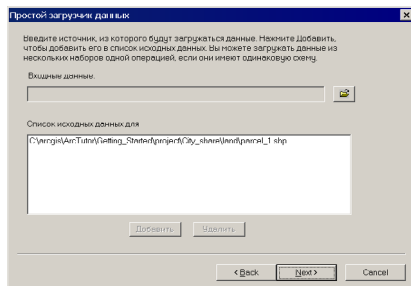 Простой загрузчик данных
Введите источник, из которого будут загружаться данные. Нажмите Добавить,
чтобы добавить его в список исходных данных. Вы можете загружать данные из
нескольких наборов одной операцией, если они имеют одинаковую схему.
Входные данные.
Список исходных данных для
C:\arcgis\ArcTutor\Getting_Started\project\City_share\land\parcel_1.shp
Добавить Удалить
< Back Next > Cancel